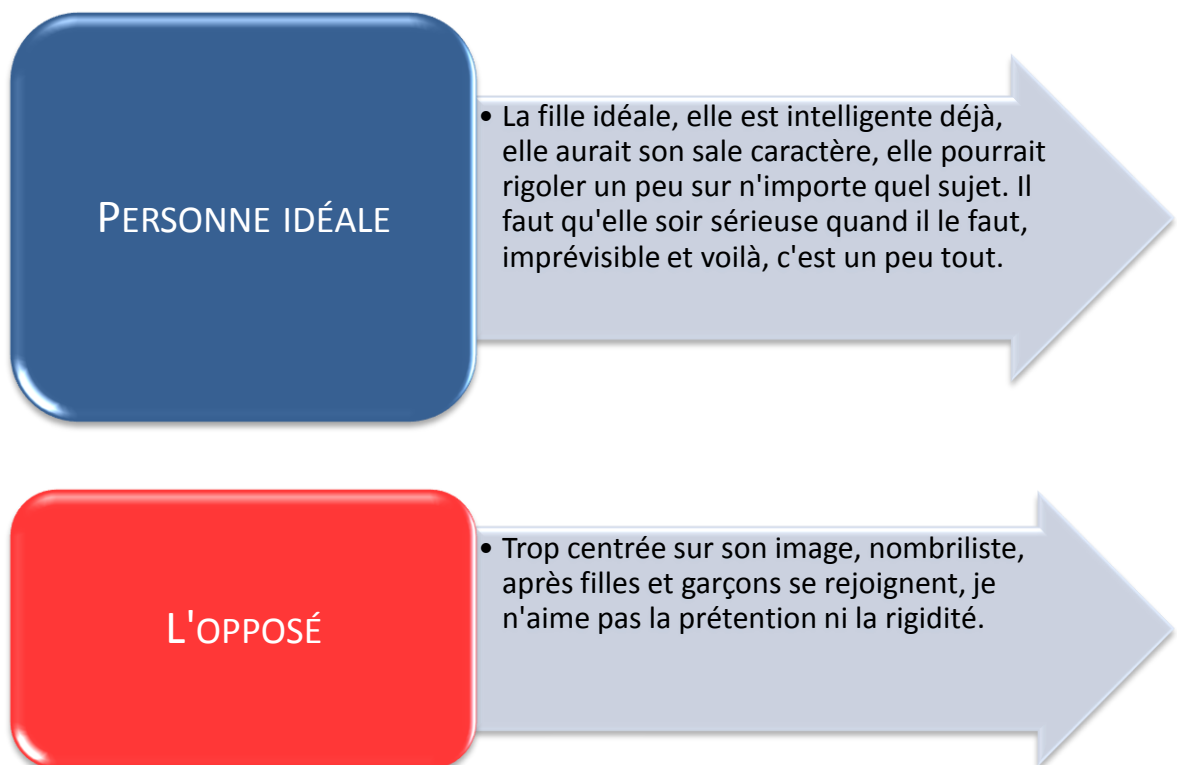 PERSONNE IDÉALE
• La fille idéale, elle est intelligente déjà,
elle aurait son sale caractère, elle pourrait
rigoler un peu sur n'importe quel sujet. Il
faut qu'elle soir sérieuse quand il le faut,
imprévisible et voilà, c'est un peu tout.
L'OPPOSÉ
• Trop centrée sur son image, nombriliste,
après filles et garçons se rejoignent, je
n'aime pas la prétention ni la rigidité.